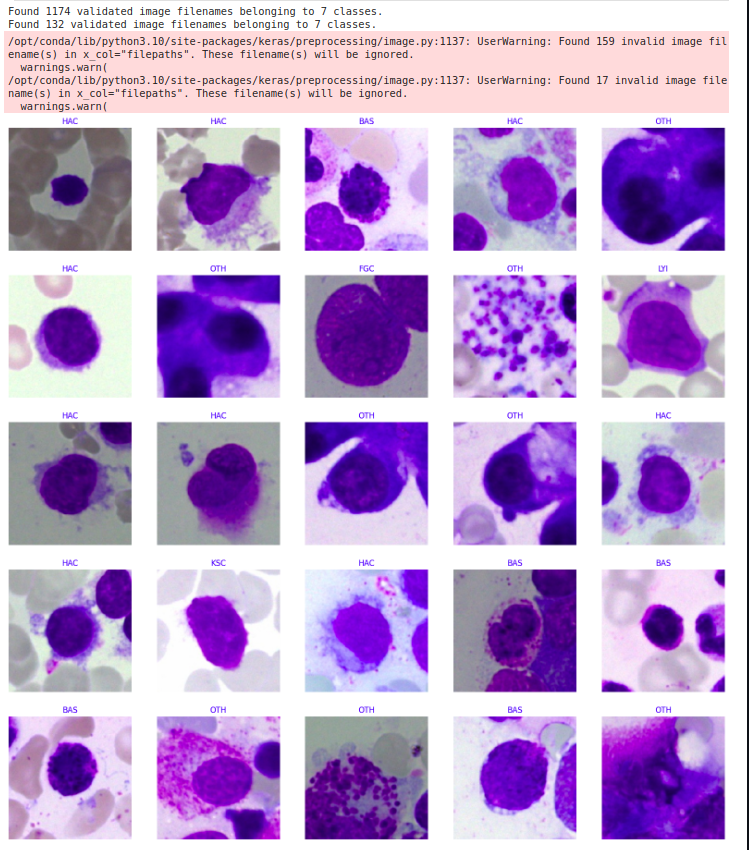 Found 1174 validated image filenames belonging to 7 classes.
Found 132 validated image filenames belonging to 7 classes.
/opt/conda/lib/python3.10/site-packages/keras/preprocessing/image.py:1137: UserWarning: Found 159 invalid image fil
ename(s) in x_col="filepaths". These filename(s) will be ignored.
  warnings.warn(
/opt/conda/lib/python3.10/site-packages/keras/preprocessing/image.py:1137: UserWarning: Found 17 invalid image file
name(s) in x_col="filepaths". These filename(s) will be ignored.
  warnings.warn(
HAC HAC BAS HAC OTH
HAC OTH FGC OTH LYI
HAC HAC OTH OTH HAC
HAC KSC HAC BAS BAS
BAS OTH OTH BAS OTH